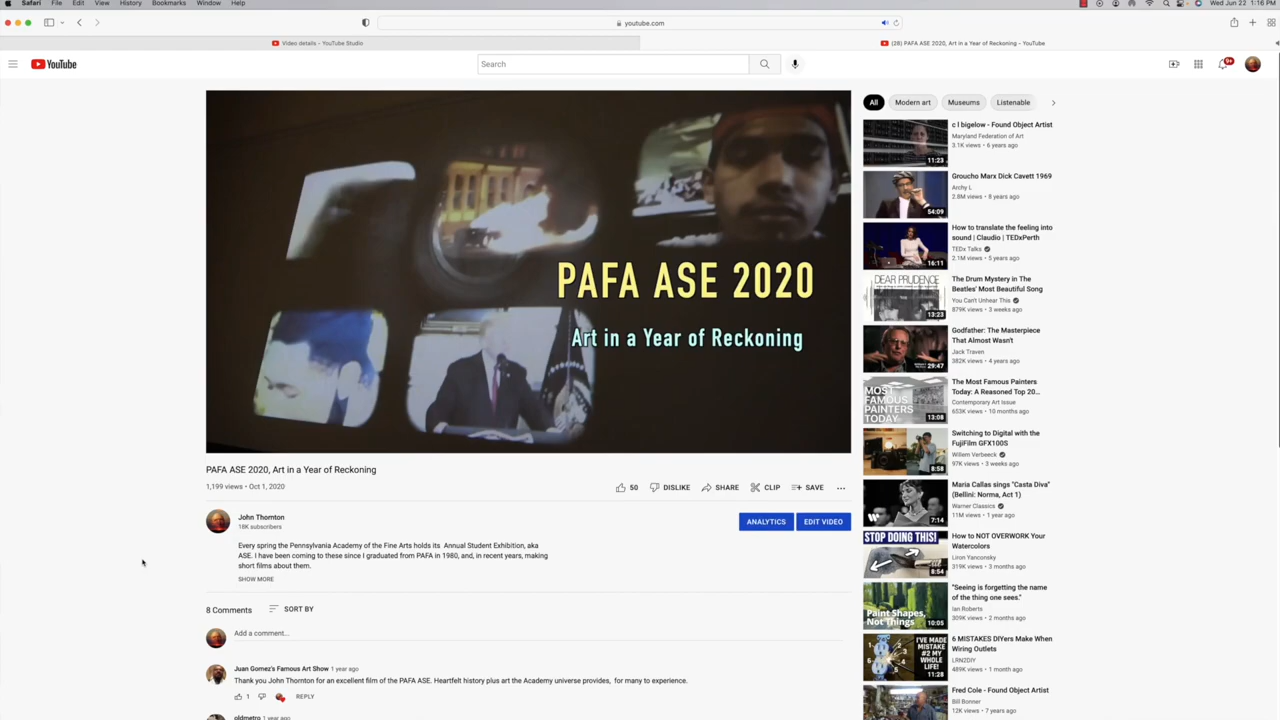 Safari File Edit View History Bookmarks Window Help
Wed Jun 22 1:16 PM
youtube.com
Video details - YouTube Studio
(28) PAFA ASE 2020, Art in a Year of Reckoning - YouTube
YouTube
Search
9+
PAFA ASE 2020
Art in a Year of Reckoning
PAFA ASE 2020, Art in a Year of Reckoning
1,199 views • Oct 1, 2020
50 DISLIKE SHARE CLIP SAVE
John Thornton
18K subscribers
ANALYTICS EDIT VIDEO
Every spring the Pennsylvania Academy of the Fine Arts holds its Annual Student Exhibition, aka
ASE. I have been coming to these since I graduated from PAFA in 1980, and, in recent years, making
short films about them.
SHOW MORE
8 Comments SORT BY
Add a comment...
Juan Gomez's Famous Art Show 1 year ago
Thank you John Thornton for an excellent film of the PAFA ASE. Heartfelt history plus art the Academy universe provides, for many to experience.
1 REPLY
oldmetro 1 year ago
All Modern art Museums Listenable
c l bigelow - Found Object Artist
Maryland Federation of Art
3.1K views • 6 years ago
11:23
Groucho Marx Dick Cavett 1969
Archy L
2.8M views • 8 years ago
54:09
How to translate the feeling into
sound | Claudio | TEDxPerth
TEDx Talks
2.1M views • 5 years ago
16:11
DEAR PRUDENCE
The Drum Mystery in The
Beatles' Most Beautiful Song
You Can't Unhear This
879K views • 3 weeks ago
13:23
Godfather: The Masterpiece
That Almost Wasn't
Jack Traven
382K views • 4 years ago
29:47
MOST
FAMOUS
PAINTERS
TODAY
The Most Famous Painters
Today: A Reasoned Top 20...
Contemporary Art Issue
653K views • 10 months ago
13:08
Switching to Digital with the
FujiFilm GFX100S
Willem Verbeeck
97K views • 3 weeks ago
8:58
Maria Callas sings "Casta Diva"
(Bellini: Norma, Act 1)
Warner Classics
11M views • 1 year ago
7:14
STOP DOING THIS!
How to NOT OVERWORK Your
Watercolors
Liron Yanconsky
319K views • 3 months ago
8:54
Paint Shapes,
Not Things
"Seeing is forgetting the name
of the thing one sees."
Ian Roberts
309K views • 2 months ago
10:05
I'VE MADE
MISTAKE
#2 MY
WHOLE
LIFE!
6 MISTAKES DIYers Make When
Wiring Outlets
LRN2DIY
489K views • 1 month ago
11:28
Fred Cole - Found Object Artist
Bill Bonner
12K views • 7 years ago